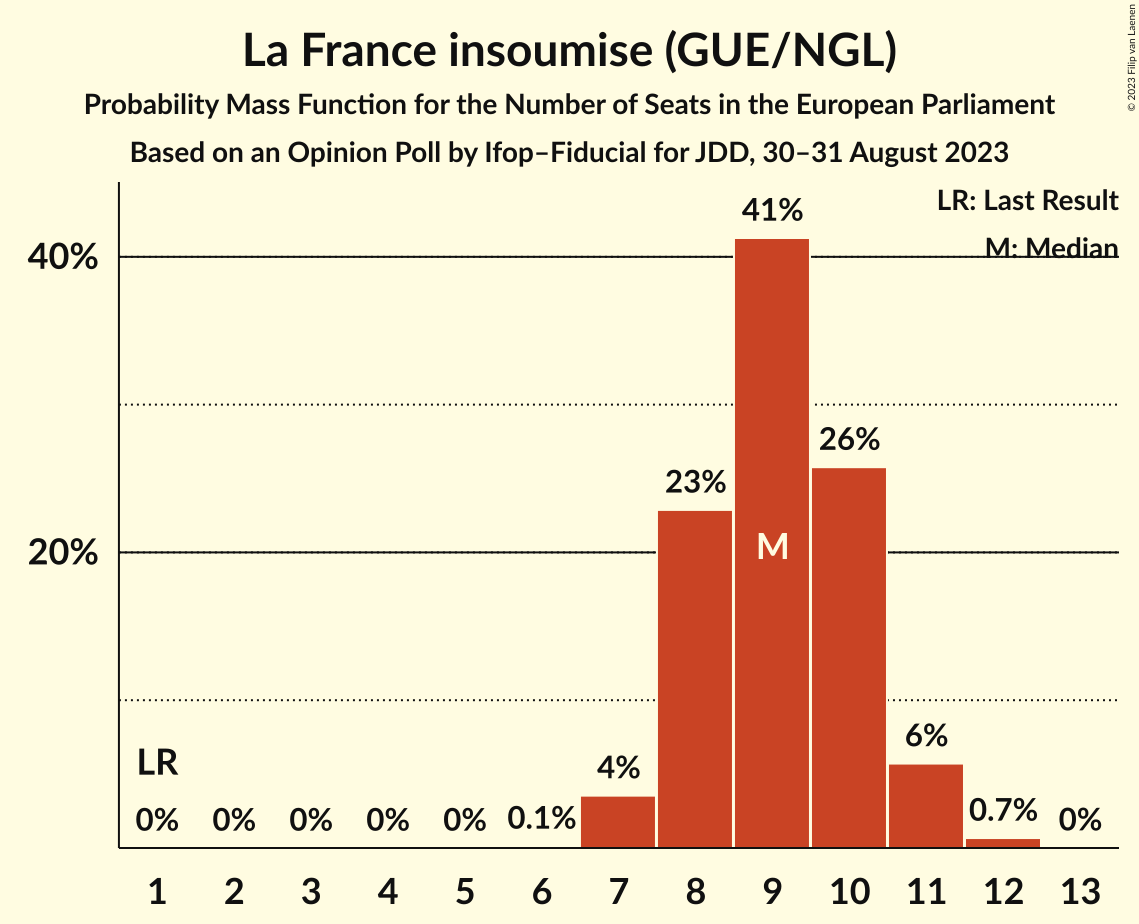 La France insoumise (GUE/NGL)
Probability Mass Function for the Number of Seats in the European Parliament
Based on an Opinion Poll by Ifop–Fiducial for JDD, 30–31 August 2023
© 2023 Filip van Laenen
LR: Last Result
M: Median
41%
40%
26%
23%
M
20%
6%
LR
4%
0% 0% 0% 0% 0% 0.1% 0.7% 0%
1 2 3 4 5 6 7 8 9 10 11 12 13